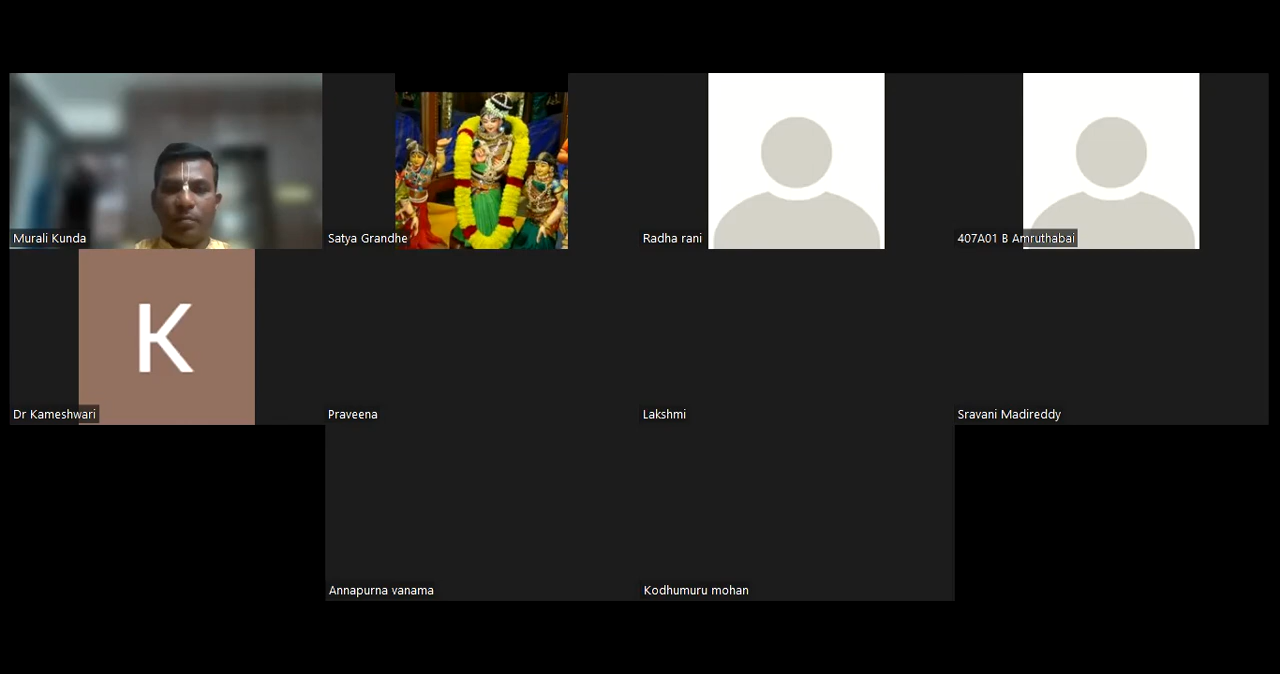 Murali Kunda
Satya Grandhe
Radha rani
407A01 B Amruthabai
K
Dr Kameshwari
Praveena
Lakshmi
Sravani Madireddy
Annapurna vanama
Kodhumuru mohan